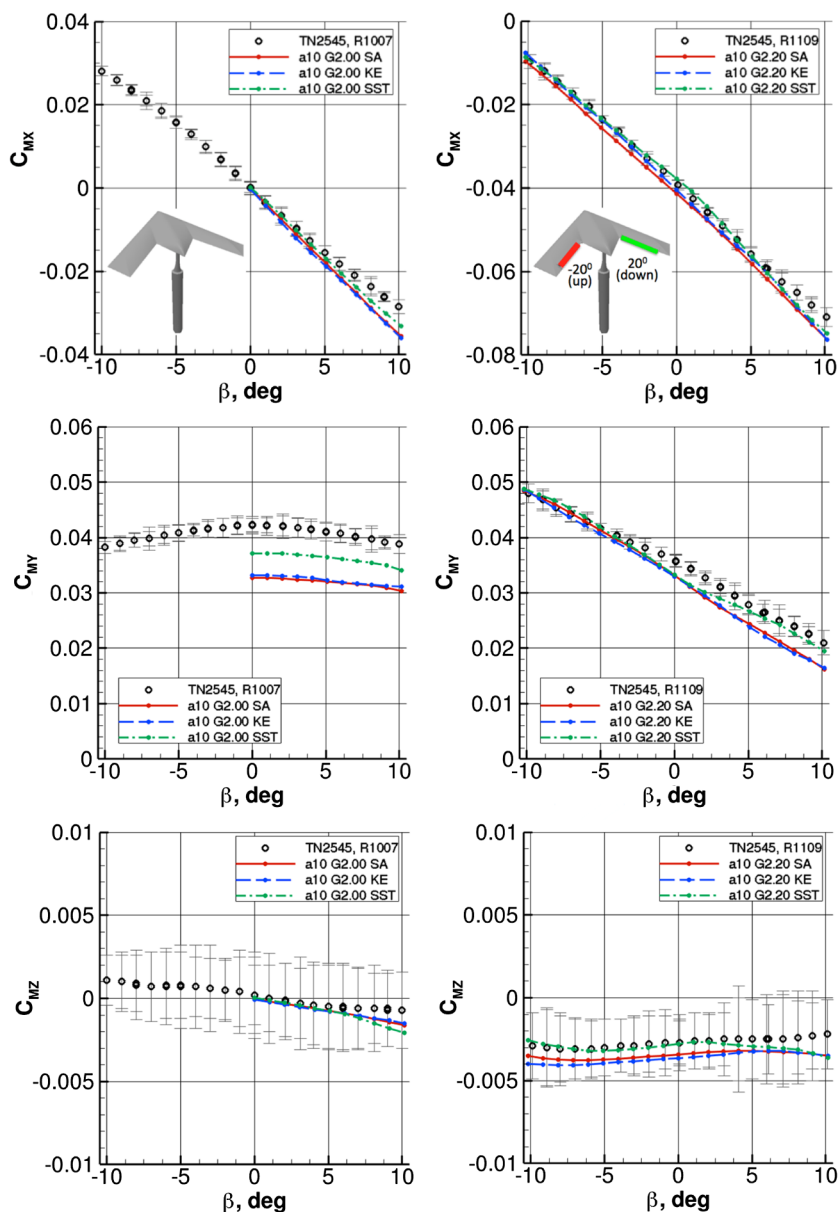 0.04
0.02
0
-0.02
-0.04
CMX
TN2545, R1007
a10 G2.00 SA
a10 G2.00 KE
a10 G2.00 SST
-10 -5 0 5 10
β, deg
0
-0.02
-0.04
-0.06
-0.08
CMX
TN2545, R1109
a10 G2.20 SA
a10 G2.20 KE
a10 G2.20 SST
-20⁰
(up)
20⁰
(down)
-10 -5 0 5 10
β, deg
0.06
0.05
0.04
0.03
0.02
0.01
0
CMY
TN2545, R1007
a10 G2.00 SA
a10 G2.00 KE
a10 G2.00 SST
-10 -5 0 5 10
β, deg
0.06
0.05
0.04
0.03
0.02
0.01
0
CMY
TN2545, R1109
a10 G2.20 SA
a10 G2.20 KE
a10 G2.20 SST
-10 -5 0 5 10
β, deg
0.01
0.005
0
-0.005
-0.01
CMZ
TN2545, R1007
a10 G2.00 SA
a10 G2.00 KE
a10 G2.00 SST
-10 -5 0 5 10
β, deg
0.01
0.005
0
-0.005
-0.01
CMZ
TN2545, R1109
a10 G2.20 SA
a10 G2.20 KE
a10 G2.20 SST
-10 -5 0 5 10
β, deg